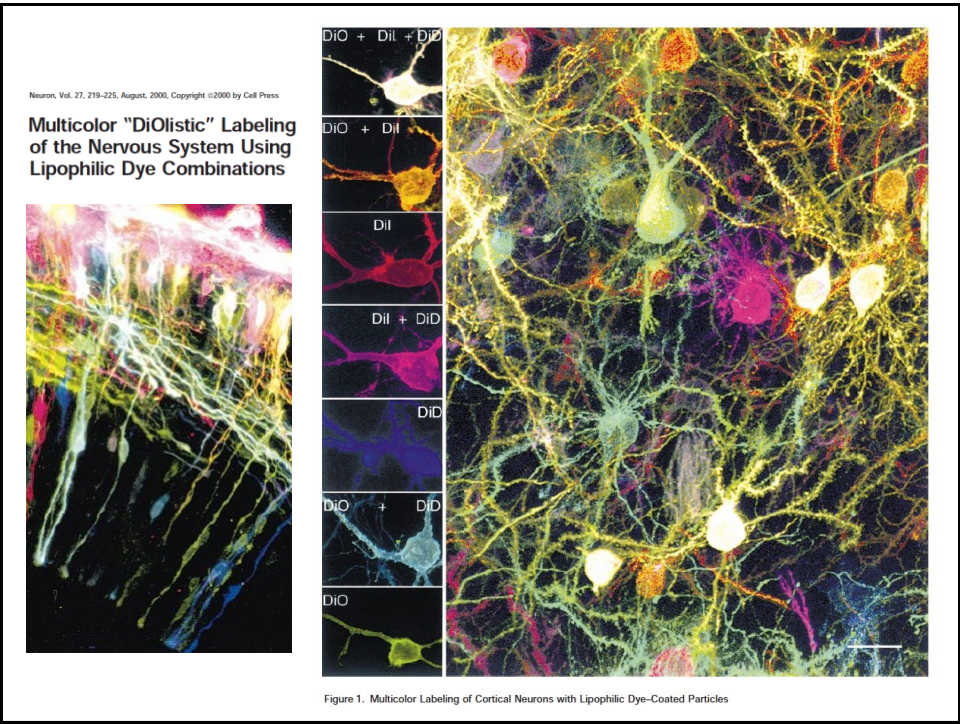 Neuron, Vol. 27, 219–225, August, 2000, Copyright ©2000 by Cell Press
Multicolor “DiOlistic” Labeling
of the Nervous System Using
Lipophilic Dye Combinations
DiO + DiI + DiD
DiO + DiI
DiI
DiI + DiD
DiD
DiO + DiD
DiO
Figure 1. Multicolor Labeling of Cortical Neurons with Lipophilic Dye–Coated Particles